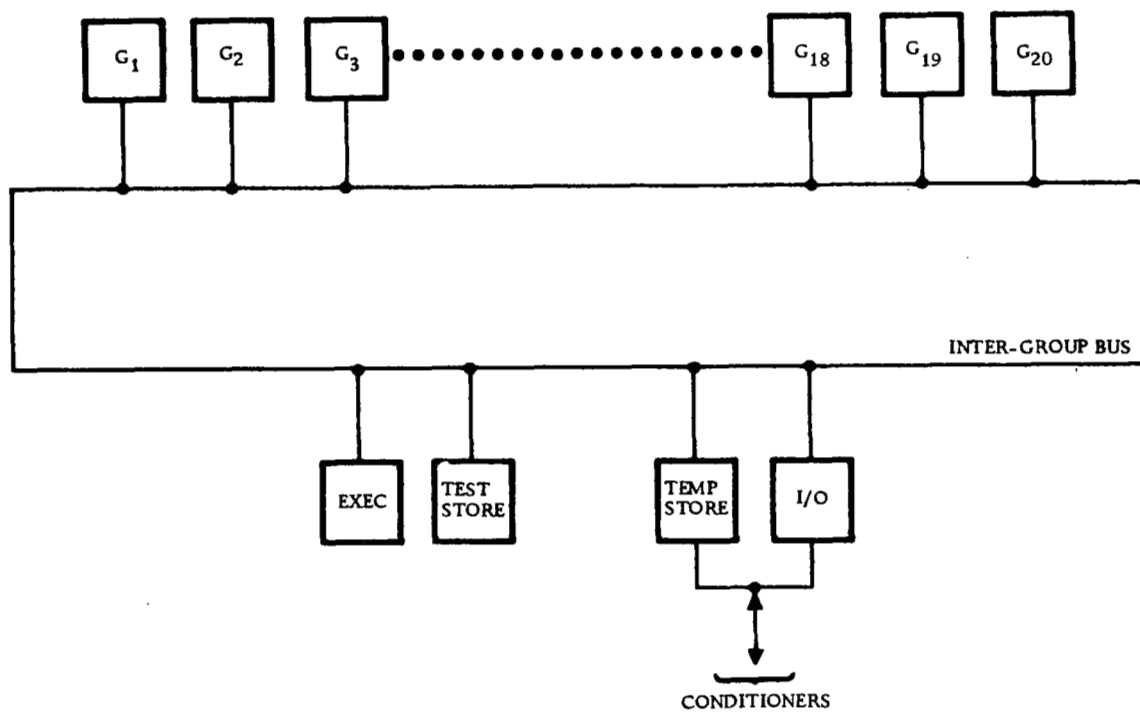 G1 G2 G3 G18 G19 G20
INTER-GROUP BUS
EXEC
TEST
STORE
TEMP
STORE
I/O
CONDITIONERS